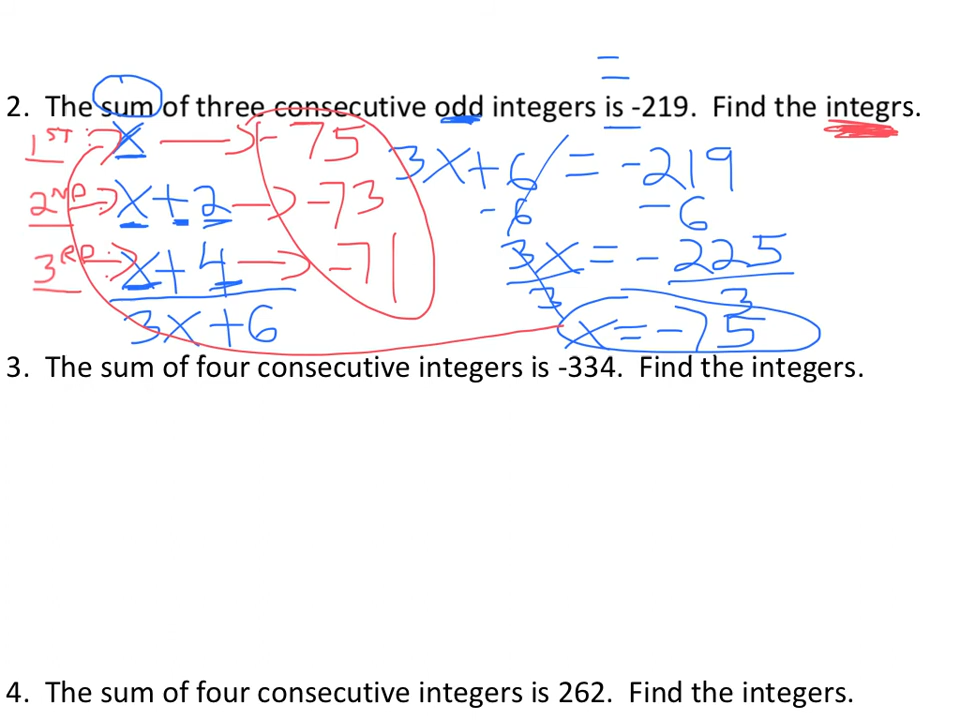 =
2. The sum of three consecutive odd integers is -219. Find the integrs.
1ST :→ x → -75
2ND → x + 2 → -73
3RD :→ x + 4 → -71
3x + 6
3x + 6 = -219
-6 -6
3x = -225
3 3
x = -75
3. The sum of four consecutive integers is -334. Find the integers.
4. The sum of four consecutive integers is 262. Find the integers.